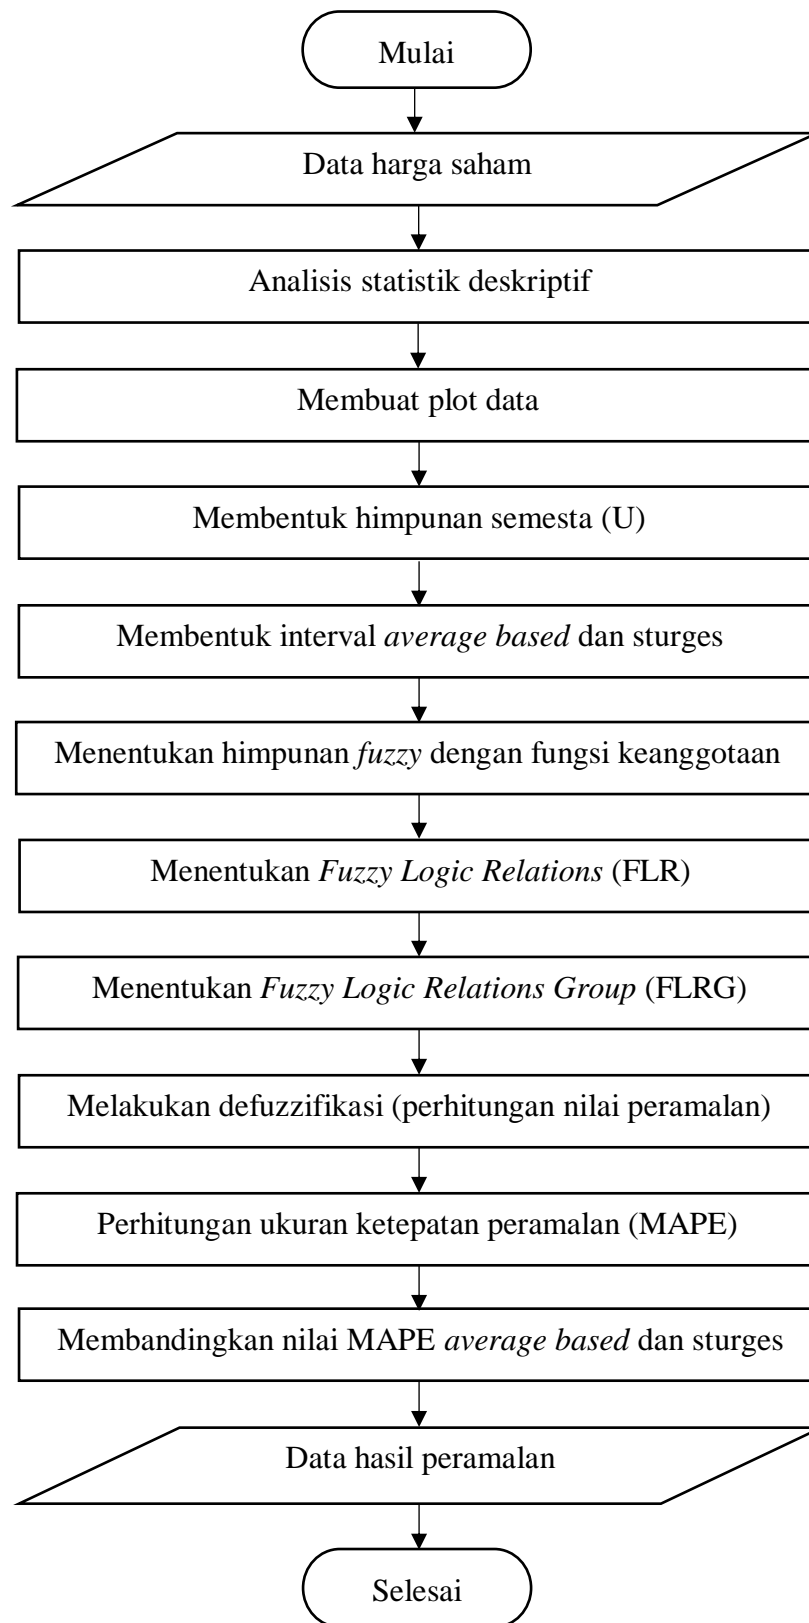 Mulai
Data harga saham
Analisis statistik deskriptif
Membuat plot data
Membentuk himpunan semesta (U)
Membentuk interval average based dan sturges
Menentukan himpunan fuzzy dengan fungsi keanggotaan
Menentukan Fuzzy Logic Relations (FLR)
Menentukan Fuzzy Logic Relations Group (FLRG)
Melakukan defuzzifikasi (perhitungan nilai peramalan)
Perhitungan ukuran ketepatan peramalan (MAPE)
Membandingkan nilai MAPE average based dan sturges
Data hasil peramalan
Selesai